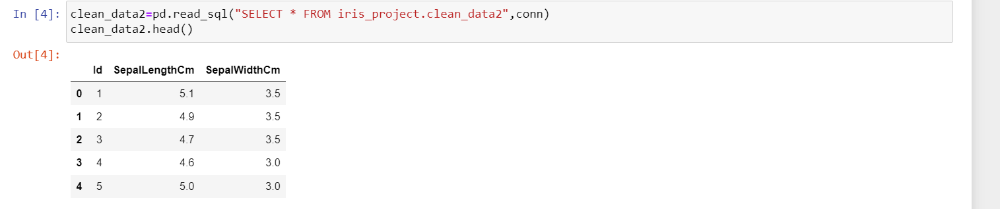 In [4]: clean_data2=pd.read_sql("SELECT * FROM iris_project.clean_data2",conn)
clean_data2.head()
Out[4]:
Id SepalLengthCm SepalWidthCm
0 1 5.1 3.5
1 2 4.9 3.5
2 3 4.7 3.5
3 4 4.6 3.0
4 5 5.0 3.0